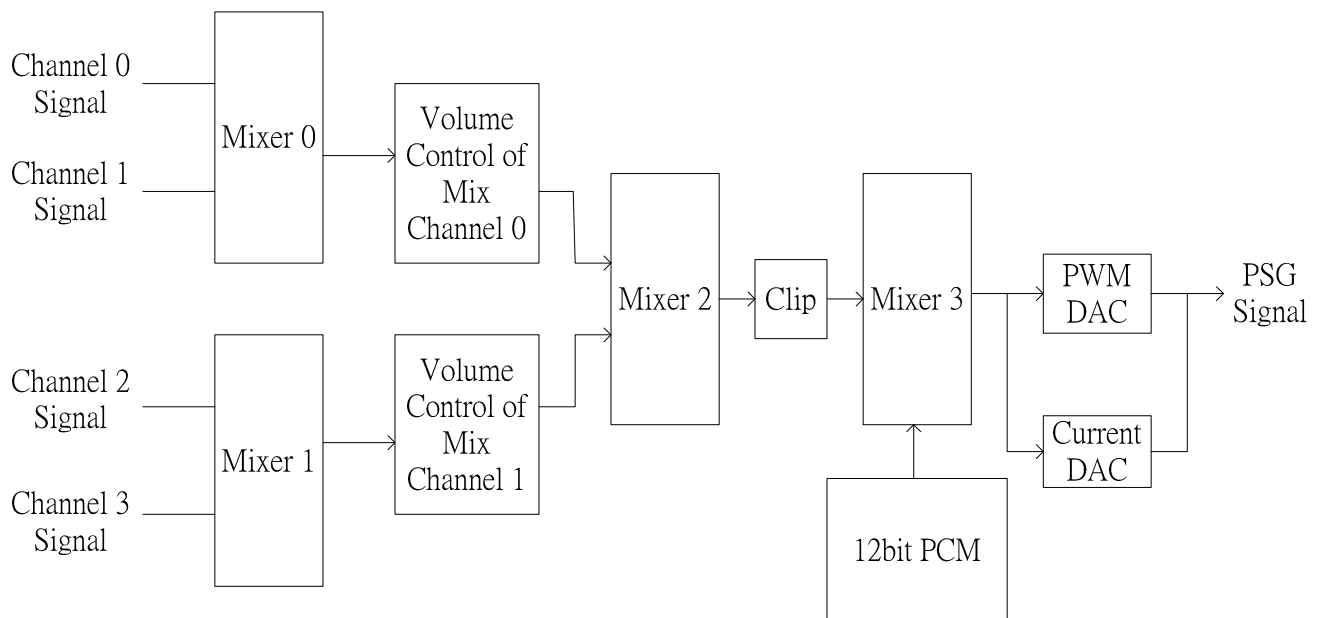 Channel 0
Signal
Channel 1
Signal
Mixer 0
Volume
Control of
Mix
Channel 0
Channel 2
Signal
Channel 3
Signal
Mixer 1
Volume
Control of
Mix
Channel 1
Mixer 2
Clip
Mixer 3
12bit PCM
PWM
DAC
Current
DAC
PSG
Signal